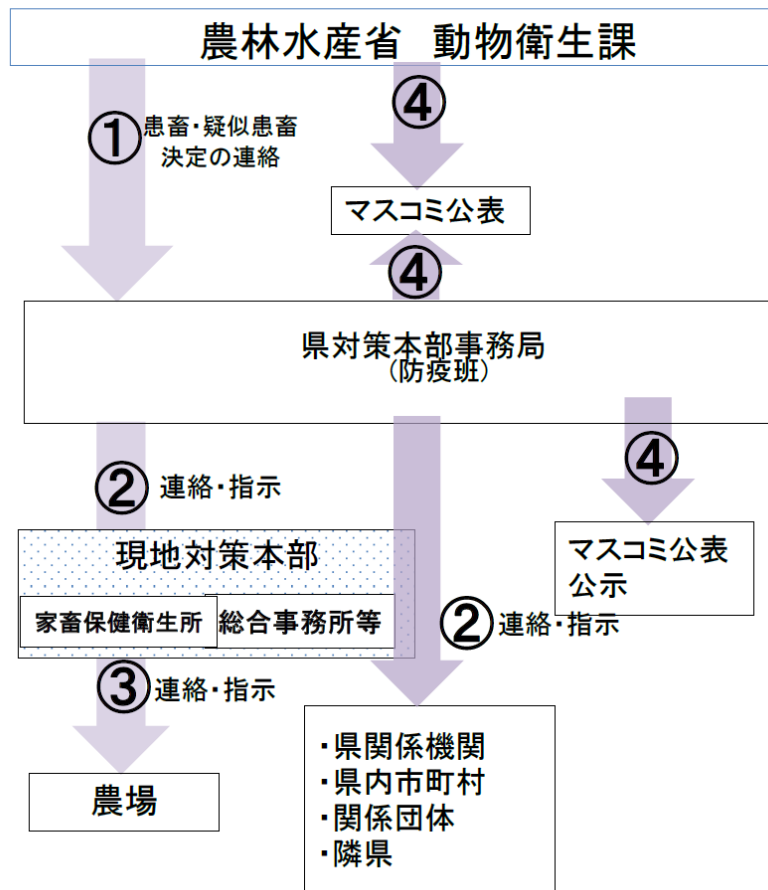 農林水産省　動物衛生課
①
患畜・疑似患畜
決定の連絡
④
マスコミ公表
④
県対策本部事務局
(防疫班)
②
連絡・指示
④
現地対策本部
家畜保健衛生所
総合事務所等
マスコミ公表
公示
②
連絡・指示
③
連絡・指示
・県関係機関
・県内市町村
・関係団体
・隣県
農場